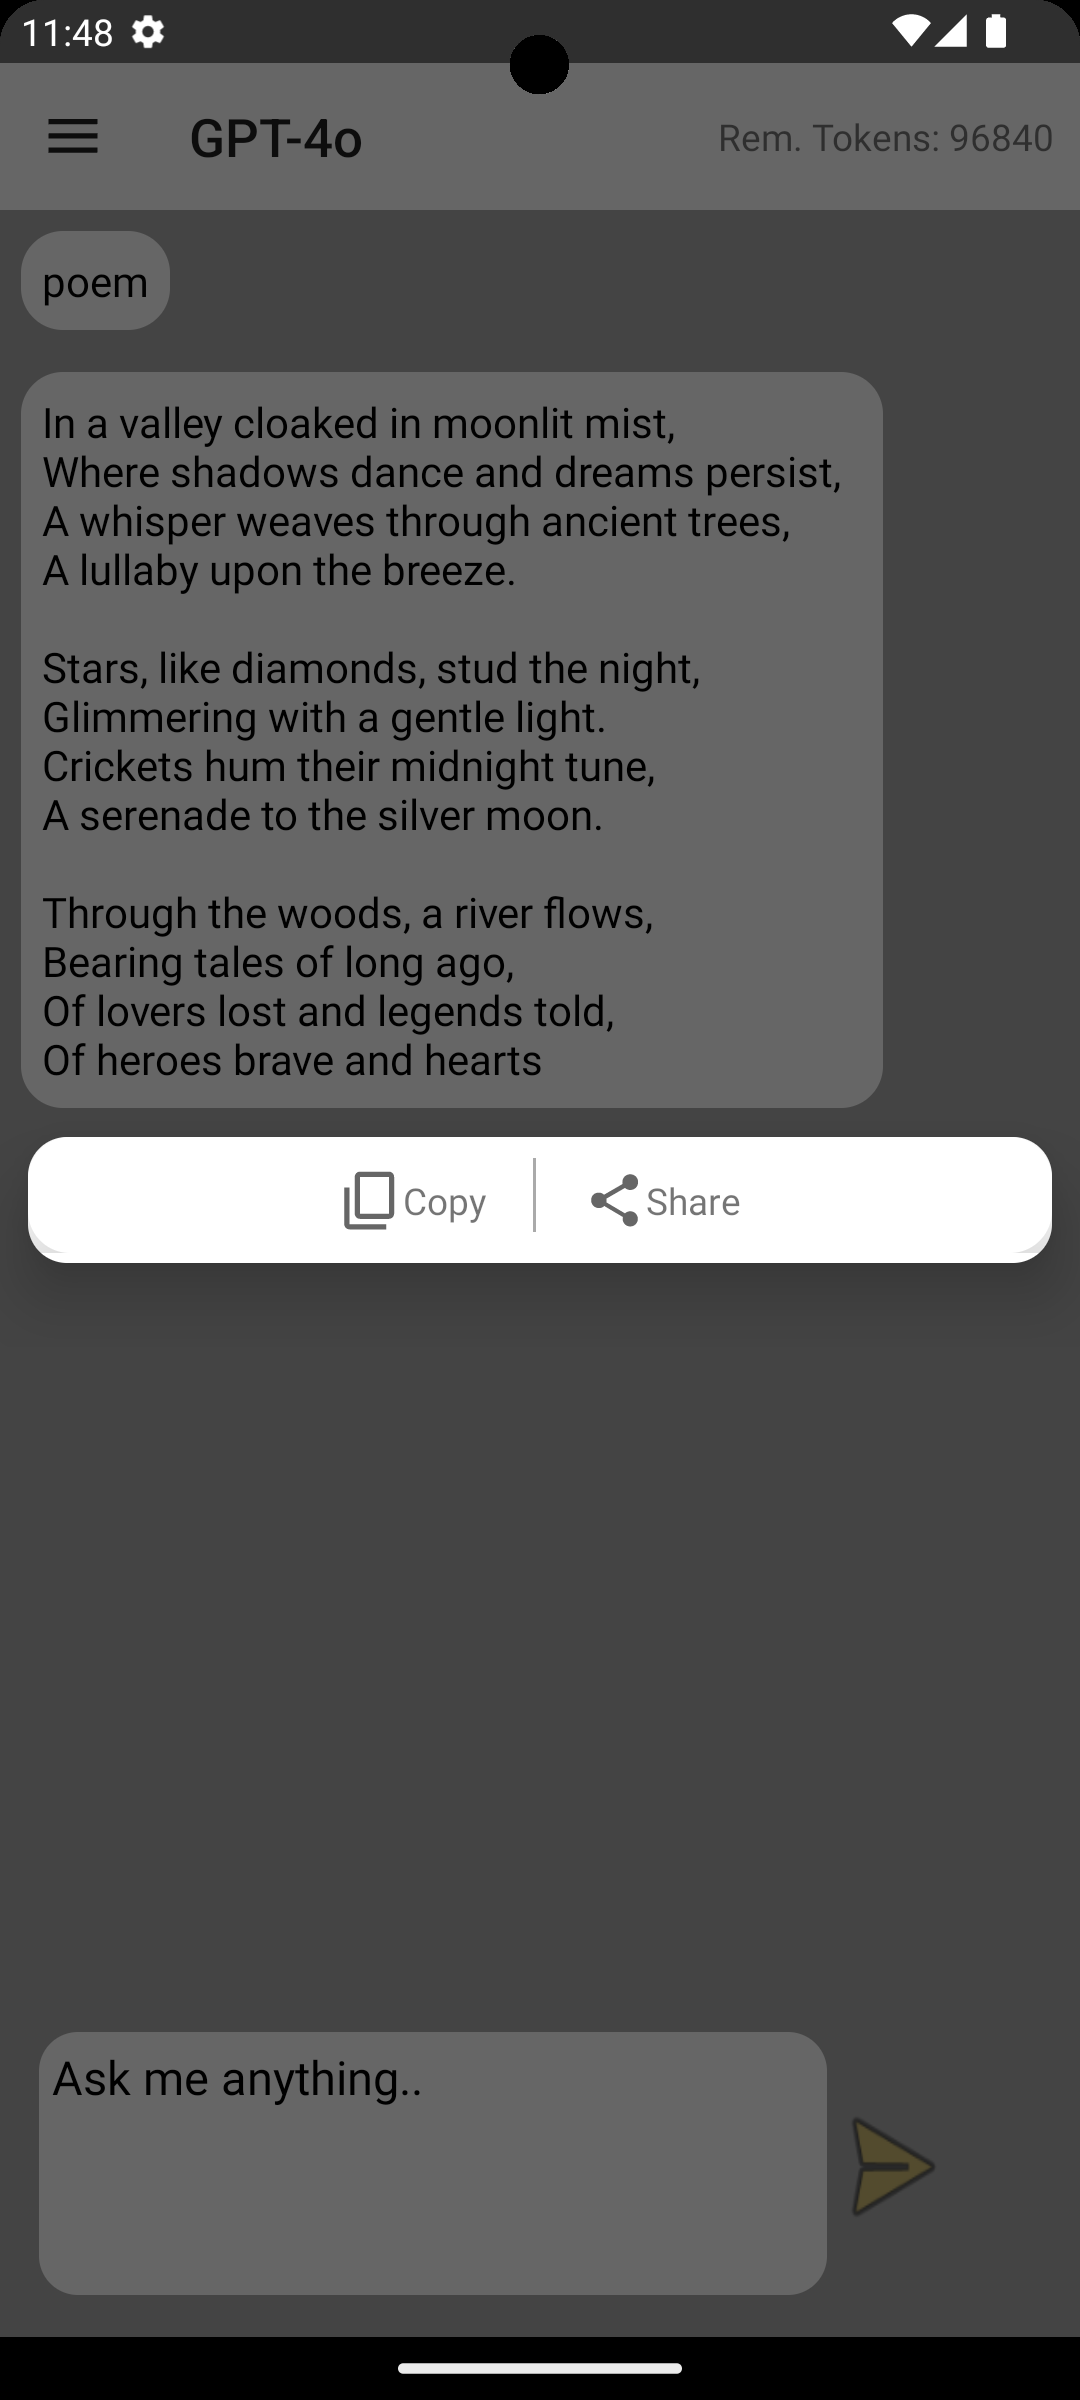 11:48
GPT-4o
Rem. Tokens: 96840
poem
In a valley cloaked in moonlit mist,
Where shadows dance and dreams persist,
A whisper weaves through ancient trees,
A lullaby upon the breeze.
Stars, like diamonds, stud the night,
Glimmering with a gentle light.
Crickets hum their midnight tune,
A serenade to the silver moon.
Through the woods, a river flows,
Bearing tales of long ago,
Of lovers lost and legends told,
Of heroes brave and hearts
Copy
Share
Ask me anything..